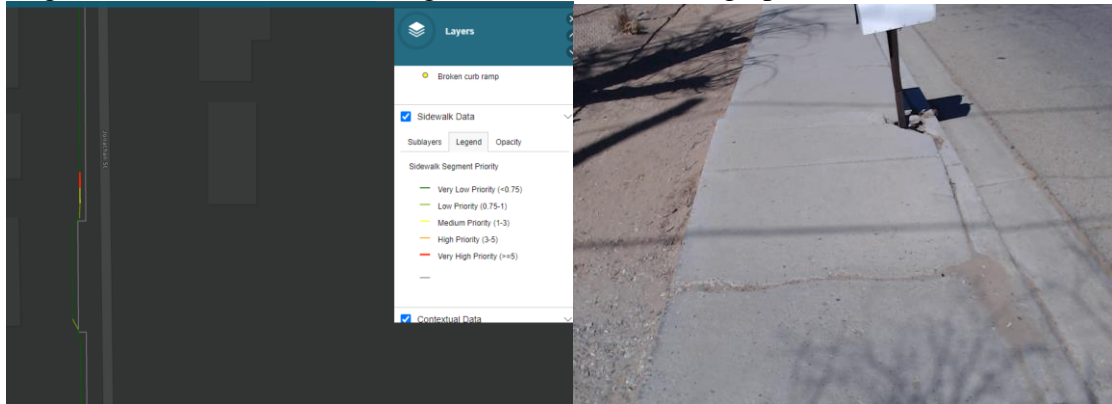 Layers
Broken curb ramp
Sidewalk Data
Sublayers Legend Opacity
Sidewalk Segment Priority
Very Low Priority (<0.75)
Low Priority (0.75-1)
Medium Priority (1-3)
High Priority (3-5)
Very High Priority (>=5)
Contextual Data